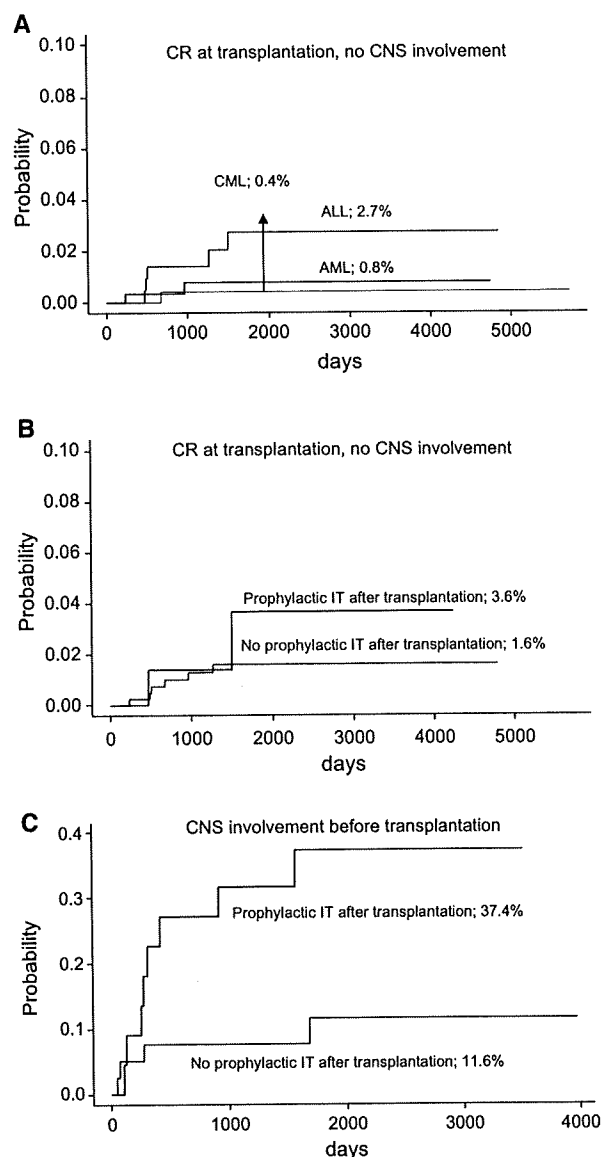 A
CR at transplantation, no CNS involvement
0.10
0.08
0.06
0.04
0.02
0.00
Probability
CML; 0.4%
ALL; 2.7%
AML; 0.8%
0 1000 2000 3000 4000 5000
days
B
CR at transplantation, no CNS involvement
0.10
0.08
0.06
0.04
0.02
0.00
Probability
Prophylactic IT after transplantation; 3.6%
No prophylactic IT after transplantation; 1.6%
0 1000 2000 3000 4000 5000
days
C
CNS involvement before transplantation
0.4
0.3
0.2
0.1
0.0
Probability
Prophylactic IT after transplantation; 37.4%
No prophylactic IT after transplantation; 11.6%
0 1000 2000 3000 4000
days